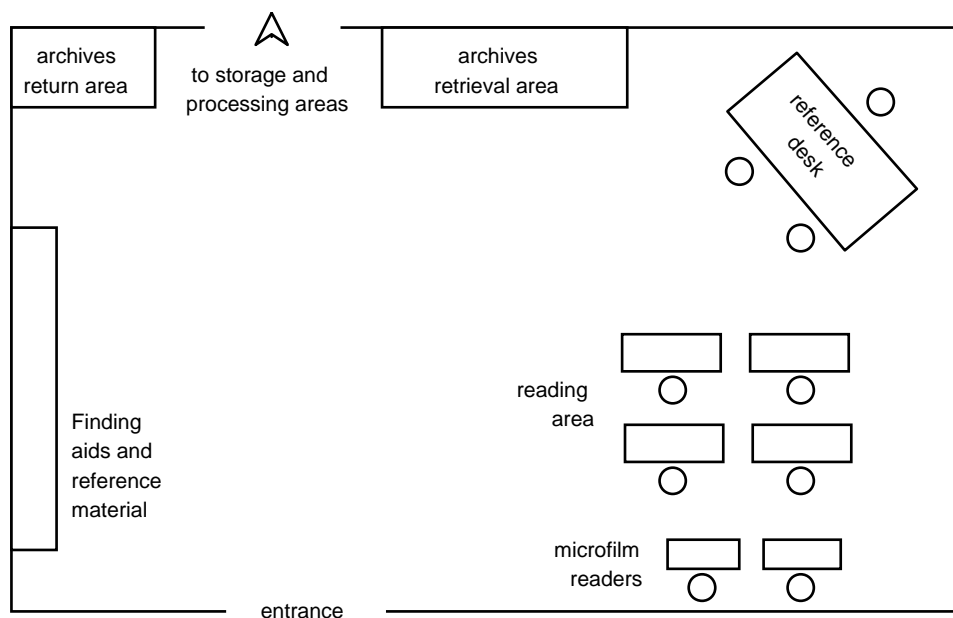 archives
return area
to storage and
processing areas
archives
retrieval area
reference
desk
reading
area
Finding
aids and
reference
material
microfilm
readers
entrance